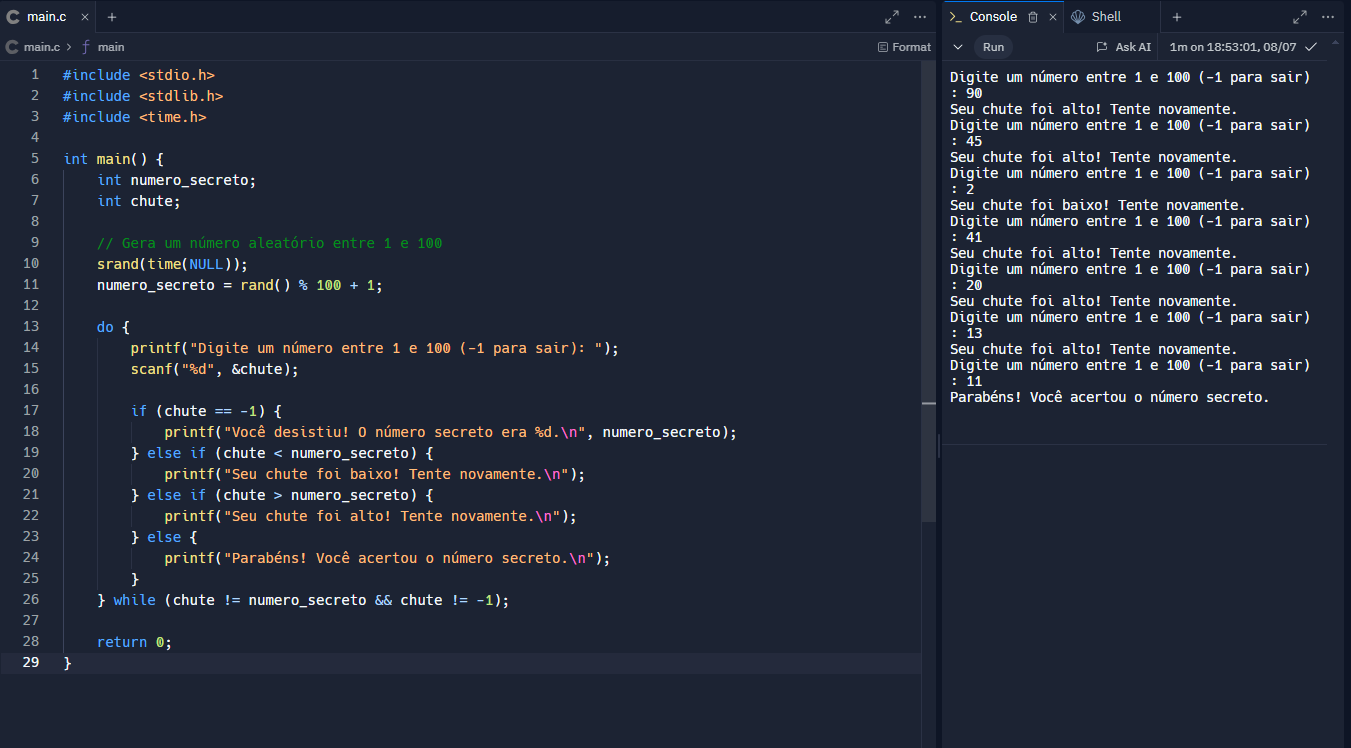 main.c
main.c > main
Format
1 #include <stdio.h>
2 #include <stdlib.h>
3 #include <time.h>
4
5 int main() {
6     int numero_secreto;
7     int chute;
8
9     // Gera um número aleatório entre 1 e 100
10     srand(time(NULL));
11     numero_secreto = rand() % 100 + 1;
12
13     do {
14         printf("Digite um número entre 1 e 100 (-1 para sair): ");
15         scanf("%d", &chute);
16
17         if (chute == -1) {
18             printf("Você desistiu! O número secreto era %d.\n", numero_secreto);
19         } else if (chute < numero_secreto) {
20             printf("Seu chute foi baixo! Tente novamente.\n");
21         } else if (chute > numero_secreto) {
22             printf("Seu chute foi alto! Tente novamente.\n");
23         } else {
24             printf("Parabéns! Você acertou o número secreto.\n");
25         }
26     } while (chute != numero_secreto && chute != -1);
27
28     return 0;
29 }
Console
Shell
Run
Ask AI
1m on 18:53:01, 08/07
Digite um número entre 1 e 100 (-1 para sair)
: 90
Seu chute foi alto! Tente novamente.
Digite um número entre 1 e 100 (-1 para sair)
: 45
Seu chute foi alto! Tente novamente.
Digite um número entre 1 e 100 (-1 para sair)
: 2
Seu chute foi baixo! Tente novamente.
Digite um número entre 1 e 100 (-1 para sair)
: 41
Seu chute foi alto! Tente novamente.
Digite um número entre 1 e 100 (-1 para sair)
: 20
Seu chute foi alto! Tente novamente.
Digite um número entre 1 e 100 (-1 para sair)
: 13
Seu chute foi alto! Tente novamente.
Digite um número entre 1 e 100 (-1 para sair)
: 11
Parabéns! Você acertou o número secreto.